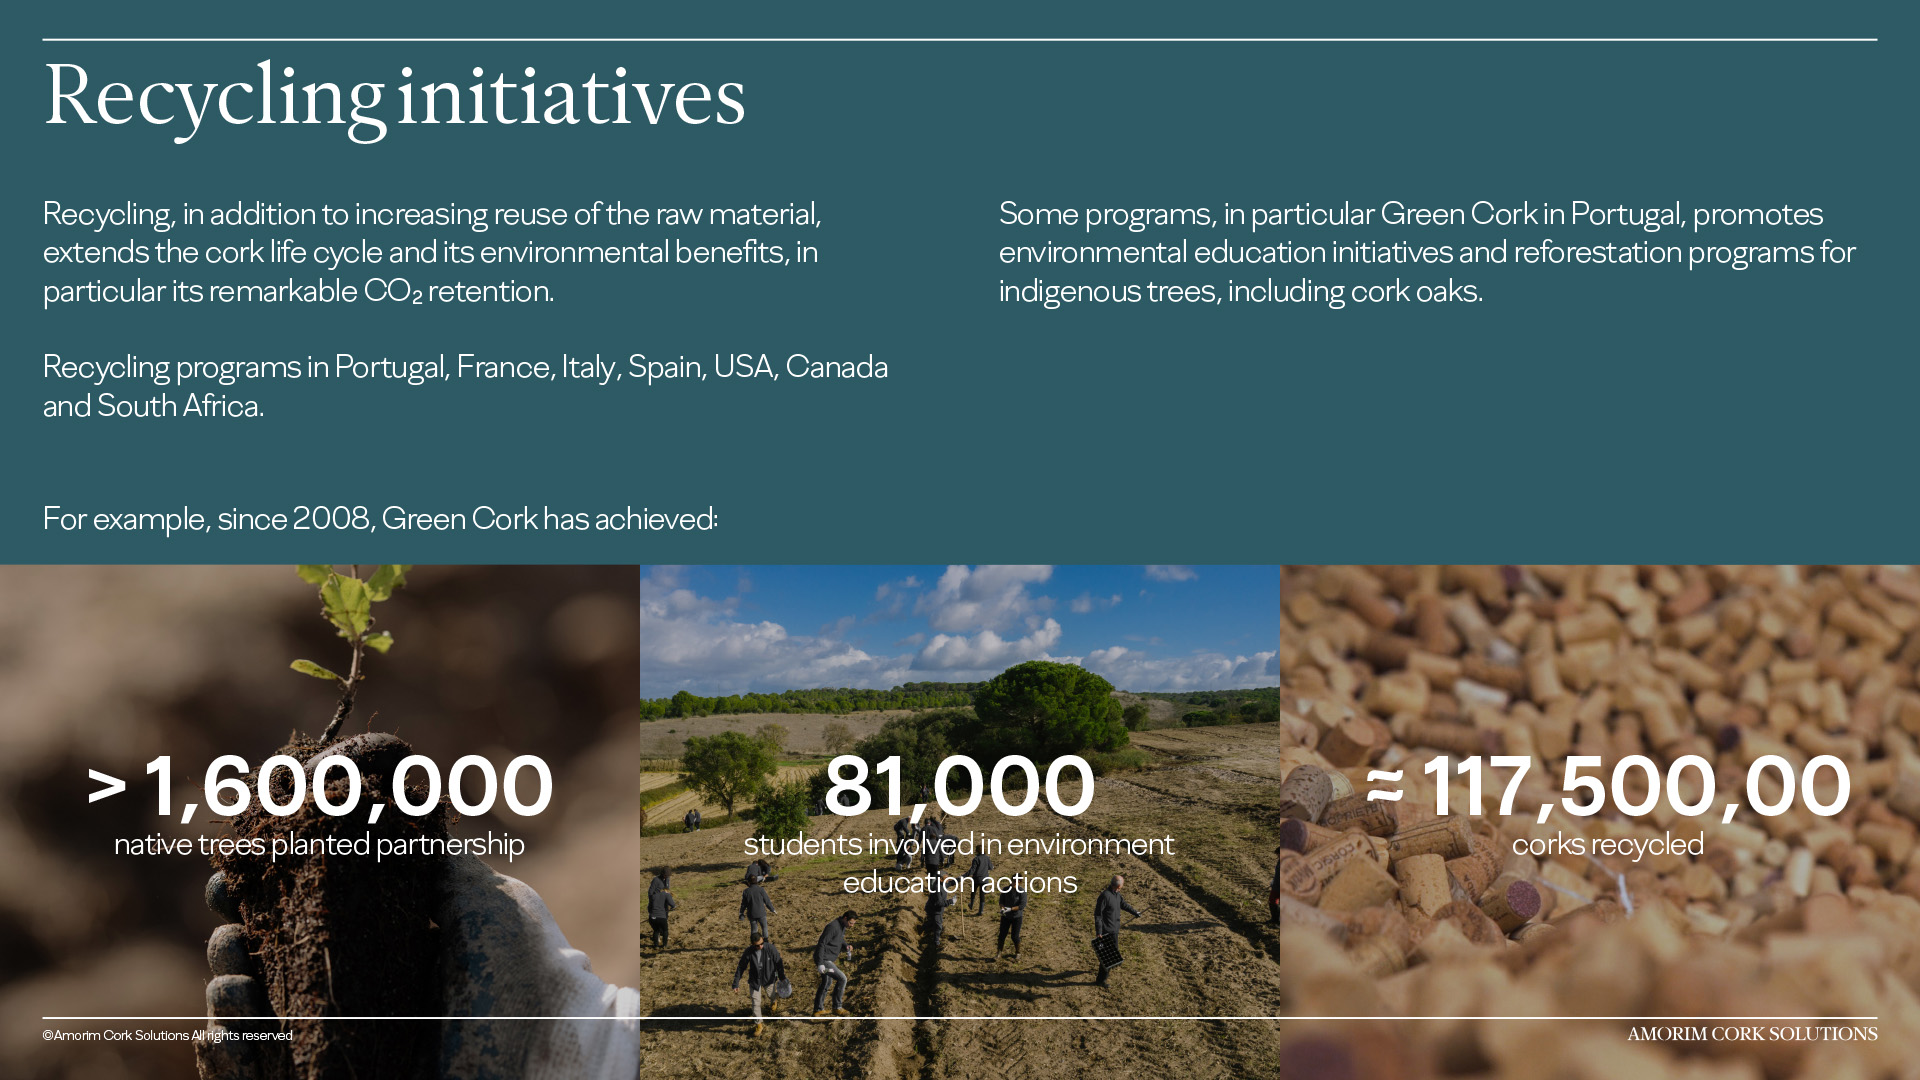 Recycling initiatives
Recycling, in addition to increasing reuse of the raw material,
extends the cork life cycle and its environmental benefits, in
particular its remarkable CO₂ retention.
Recycling programs in Portugal, France, Italy, Spain, USA, Canada
and South Africa.
For example, since 2008, Green Cork has achieved:
Some programs, in particular Green Cork in Portugal, promotes
environmental education initiatives and reforestation programs for
indigenous trees, including cork oaks.
> 1,600,000
native trees planted partnership
81,000
students involved in environment
education actions
≈ 117,500,00
corks recycled
©Amorim Cork Solutions All rights reserved
AMORIM CORK SOLUTIONS